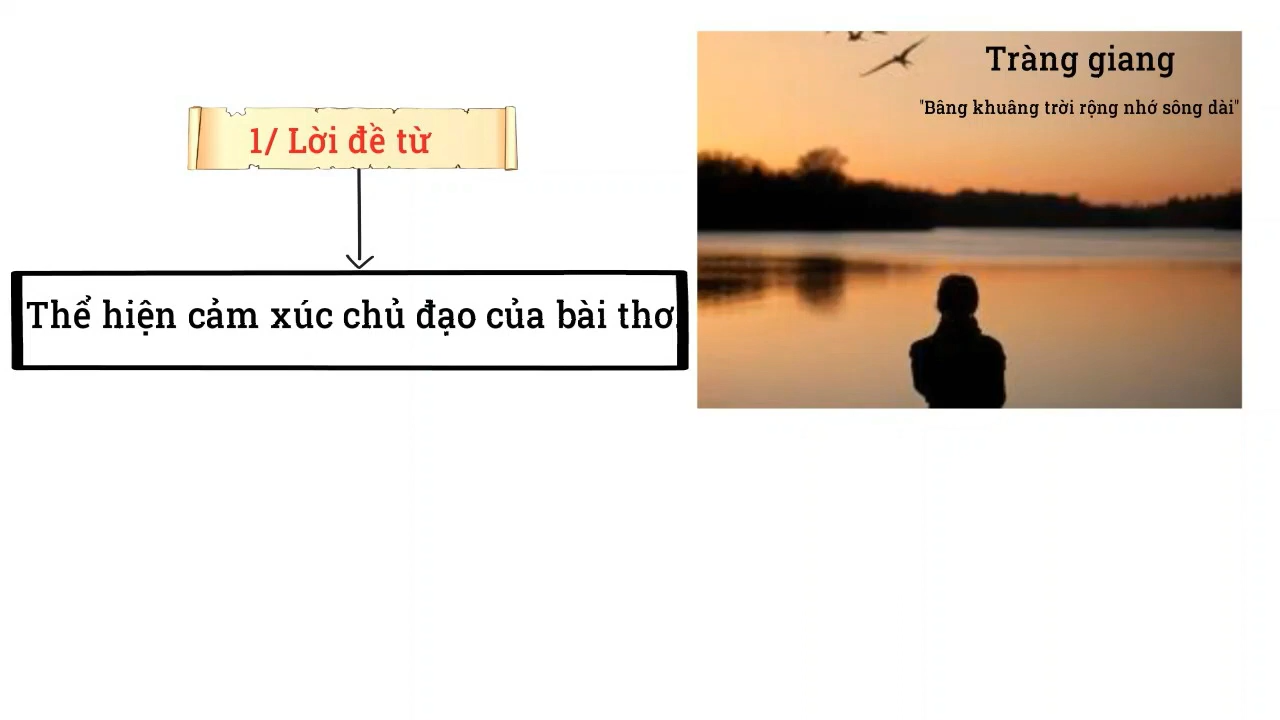 1/ Lời đề từ
Thể hiện cảm xúc chủ đạo của bài thơ.
Tràng giang
"Bâng khuâng trời rộng nhớ sông dài"